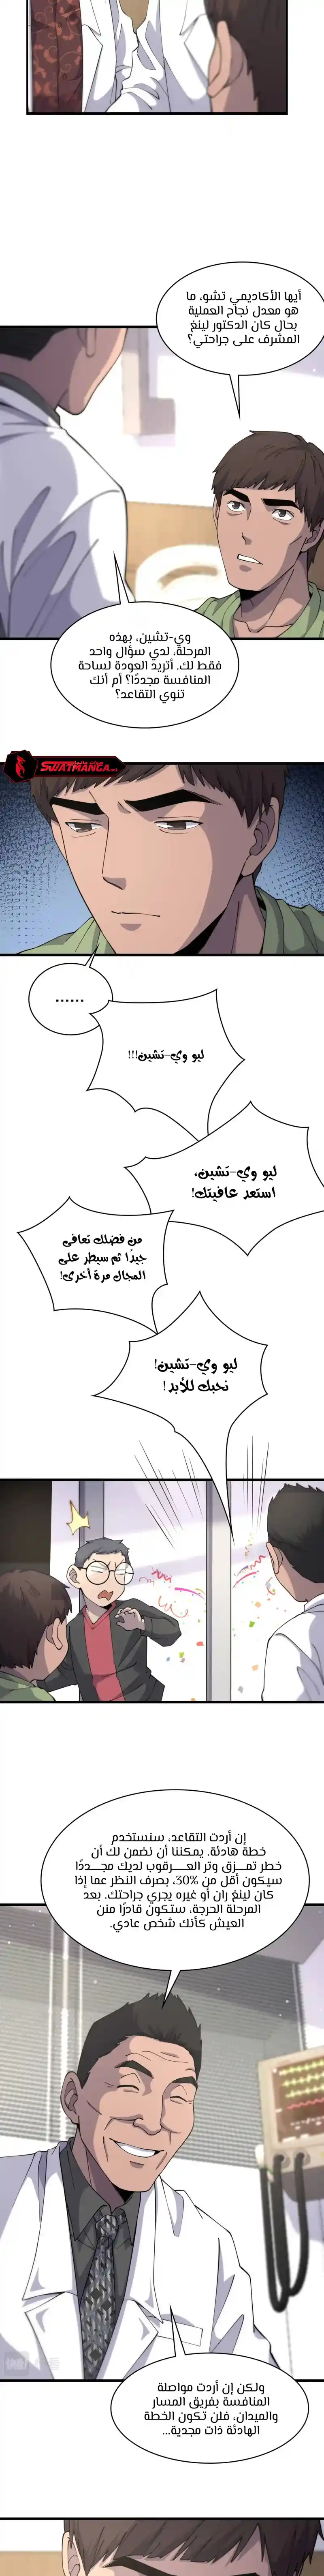 أيها الأكاديمي تشو، ما
هو معدل نجاح العملية
بحال كان الدكتور لينغ
المشرف على جراحتي؟
وي-تشين، بهذه
المرحلة، لدي سؤال واحد
فقط لك. أتريد العودة لساحة
المنافسة مجددًا؟ أم أنك
تنوي التقاعد؟
SWATMANGA
......
ليو وي-تشين!!!
ليو وي-تشين،
استعد عافيتك!
من فضلك تعافى
جيدًا ثم سيطر على
المجال مرة أخرى!
ليو وي-تشين!
نحبك للأبد!
إن أردت التقاعد، سنستخدم
خطة هادئة. يمكننا أن نضمن لك أن
خطر تمـزق وتر العـــرقوب لديك مجـــددًا
سيكون أقل من 30%، بصرف النظر عما إذا
كان لينغ ران أو غيره يجري جراحتك. بعد
المرحلة الحرجة، ستكون قادرًا منن
العيش كأنك شخص عادي.
ولكن إن أردت مواصلة
المنافسة بفريق المسار
والميدان، فلن تكون الخطة
الهادئة ذات مجدية...